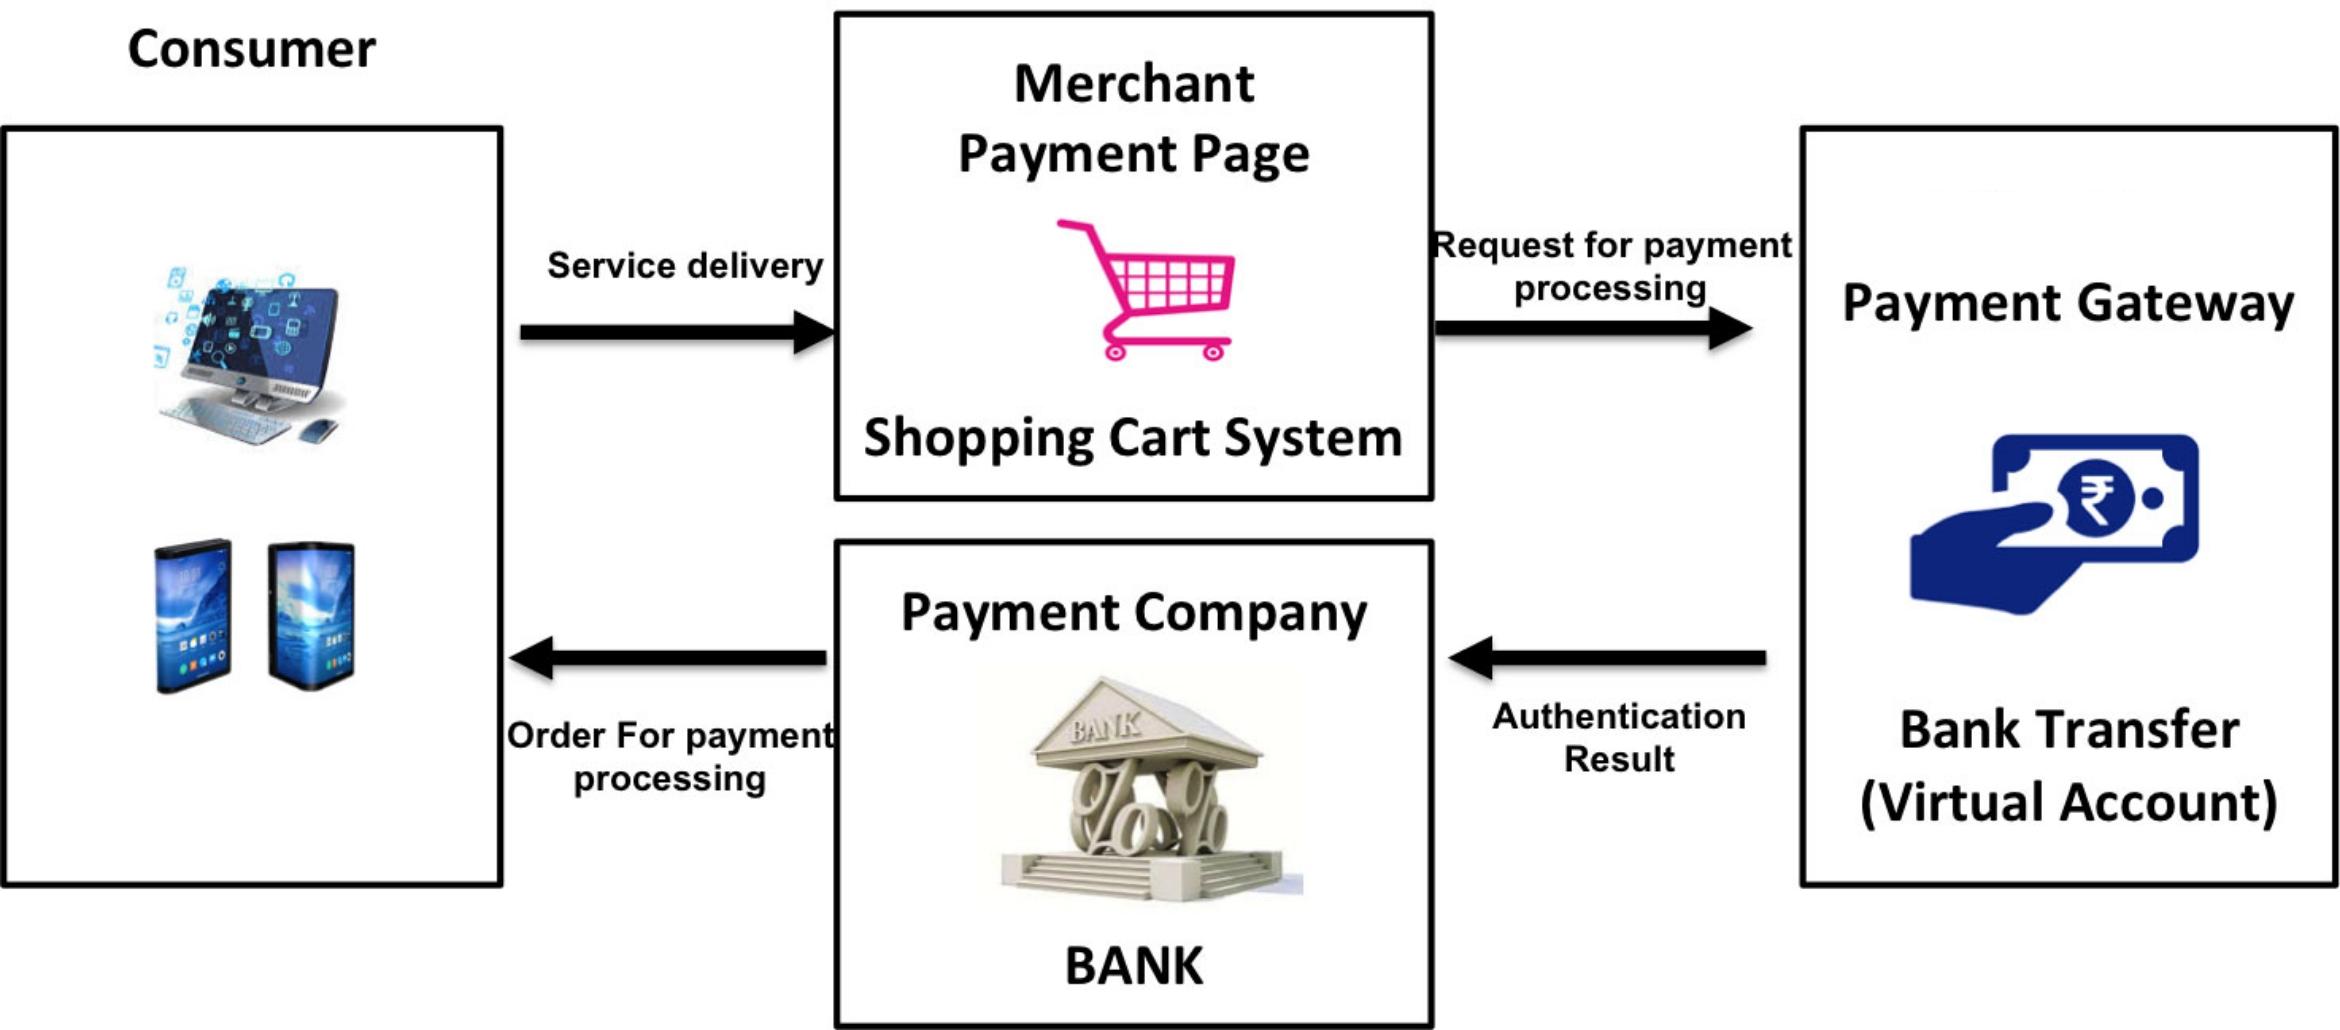 Consumer
Merchant
Payment Page
Shopping Cart System
Service delivery
Request for payment
processing
Payment Gateway
₹
Bank Transfer
(Virtual Account)
Authentication
Result
Payment Company
BANK
BANK
Order For payment
processing